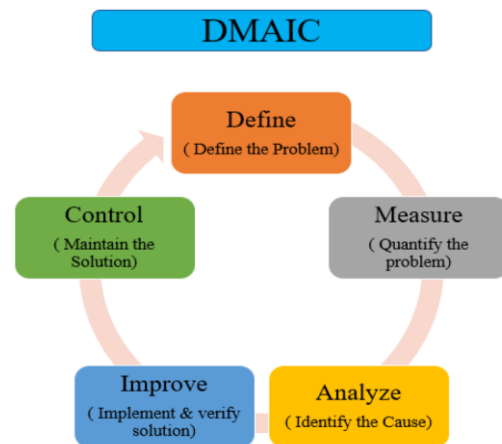 DMAIC
Define
( Define the Problem)
Measure
( Quantify the
problem)
Analyze
( Identify the Cause)
Improve
( Implement & verify
solution)
Control
( Maintain the
Solution)